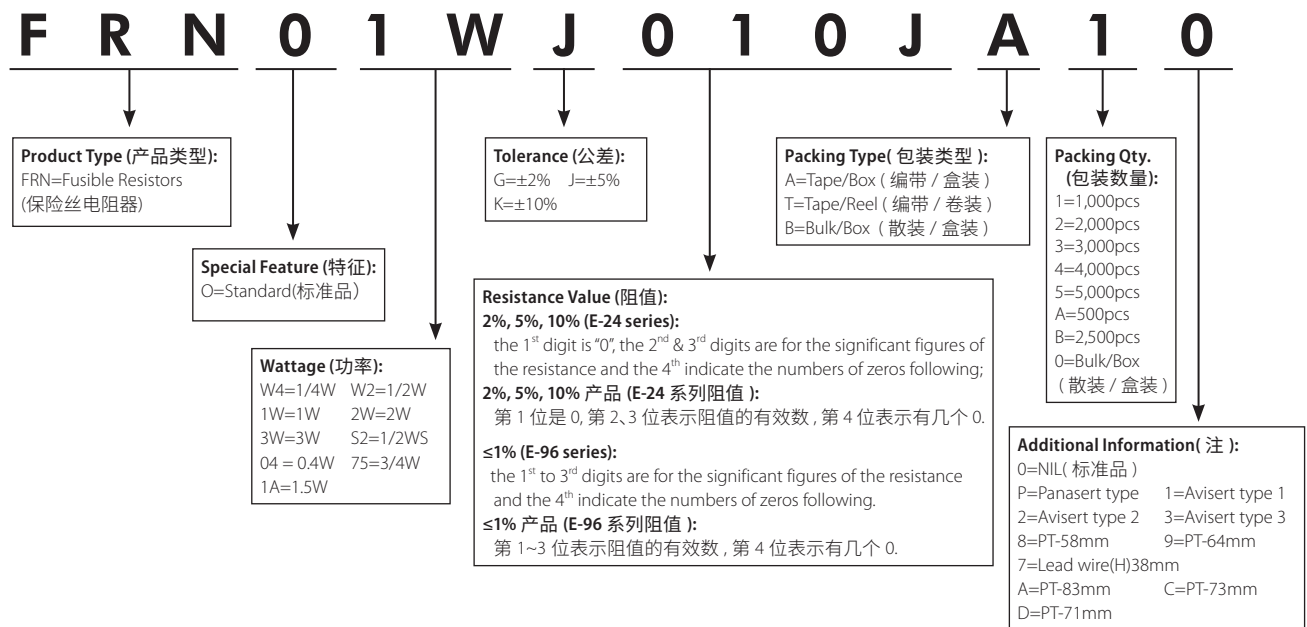 F R N 0 1 W J 0 1 0 J A 1 0
Product Type (产品类型):
FRN=Fusible Resistors
(保险丝电阻器)
Special Feature (特征):
O=Standard(标准品)
Wattage (功率):
W4=1/4W W2=1/2W
1W=1W 2W=2W
3W=3W S2=1/2WS
04 = 0.4W 75=3/4W
1A=1.5W
Tolerance (公差):
G=±2% J=±5%
K=±10%
Resistance Value (阻值):
2%, 5%, 10% (E-24 series):
the 1st digit is "0", the 2nd & 3rd digits are for the significant figures of
the resistance and the 4th indicate the numbers of zeros following;
2%, 5%, 10% 产品 (E-24 系列阻值 ):
第 1 位是 0, 第 2、3 位表示阻值的有效数 , 第 4 位表示有几个 0.
≤1% (E-96 series):
the 1st to 3rd digits are for the significant figures of the resistance
and the 4th indicate the numbers of zeros following.
≤1% 产品 (E-96 系列阻值 ):
第 1~3 位表示阻值的有效数 , 第 4 位表示有几个 0.
Packing Type( 包装类型 ):
A=Tape/Box ( 编带 / 盒装 )
T=Tape/Reel ( 编带 / 卷装 )
B=Bulk/Box ( 散装 / 盒装 )
Packing Qty.
(包装数量):
1=1,000pcs
2=2,000pcs
3=3,000pcs
4=4,000pcs
5=5,000pcs
A=500pcs
B=2,500pcs
0=Bulk/Box
( 散装 / 盒装 )
Additional Information( 注 ):
0=NIL( 标准品 )
P=Panasert type 1=Avisert type 1
2=Avisert type 2 3=Avisert type 3
8=PT-58mm 9=PT-64mm
7=Lead wire(H)38mm
A=PT-83mm C=PT-73mm
D=PT-71mm